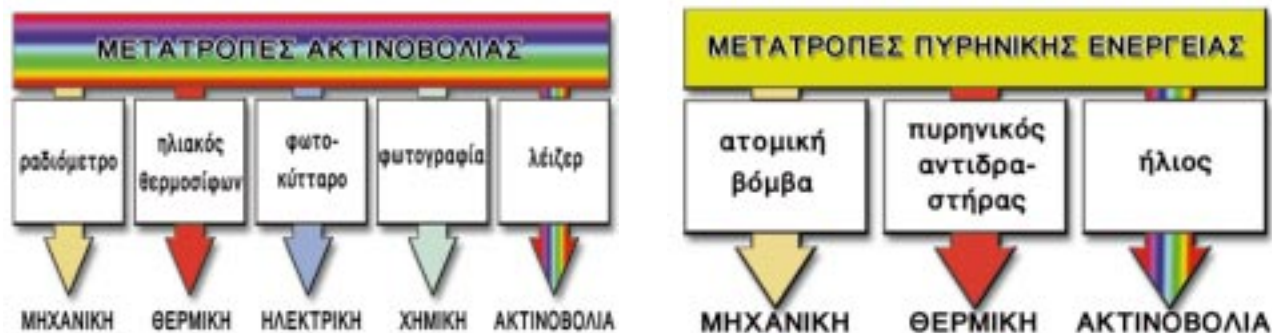 ΜΕΤΑΤΡΟΠΕΣ ΑΚΤΙΝΟΒΟΛΙΑΣ
ραδιόμετρο
ηλιακός
θερμοσίφων
φωτο-
κύτταρο
φωτογραφία
λέιζερ
ΜΗΧΑΝΙΚΗ
ΘΕΡΜΙΚΗ
ΗΛΕΚΤΡΙΚΗ
ΧΗΜΙΚΗ
ΑΚΤΙΝΟΒΟΛΙΑ
ΜΕΤΑΤΡΟΠΕΣ ΠΥΡΗΝΙΚΗΣ ΕΝΕΡΓΕΙΑΣ
ατομική
βόμβα
πυρηνικός
αντιδρα-
στήρας
ήλιος
ΜΗΧΑΝΙΚΗ
ΘΕΡΜΙΚΗ
ΑΚΤΙΝΟΒΟΛΙΑ